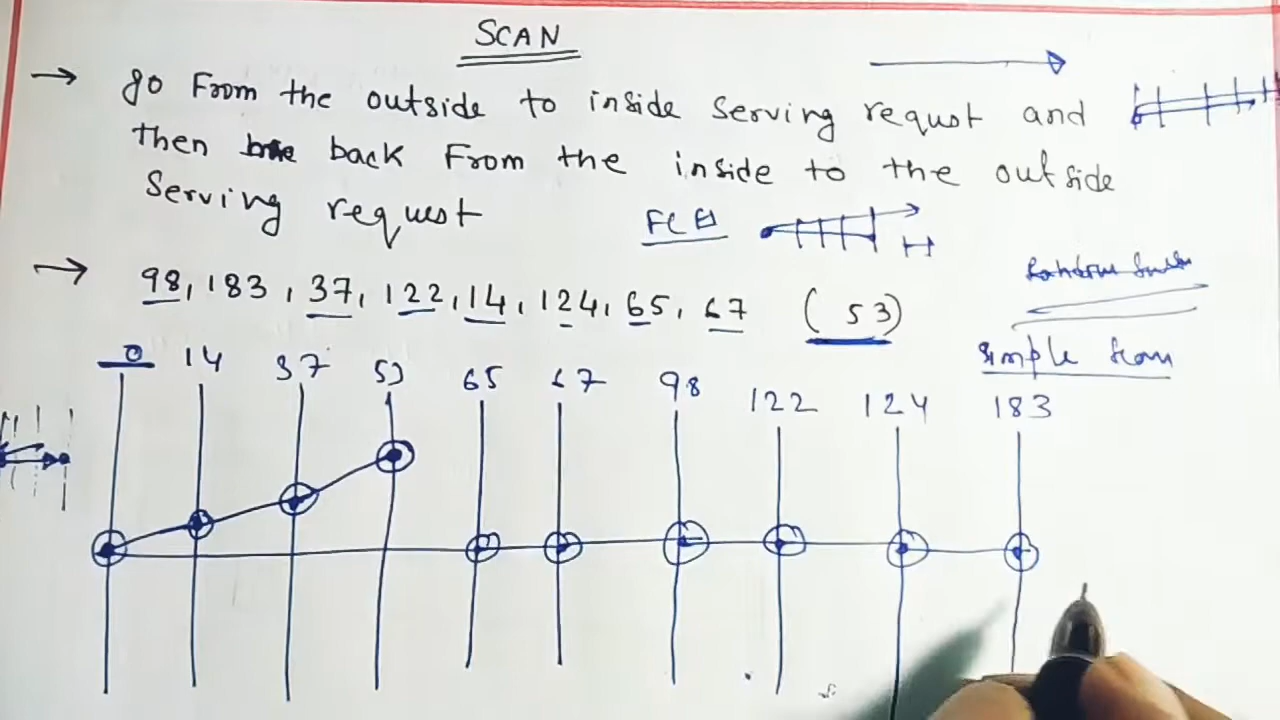 SCAN
→ go From the outside to inside serving requst and
then back From the inside to the outside
Serving request
→ 98, 183, 37, 122, 14, 124, 65, 67 (53)
Simple Scan
0 14 37 53 65 67 98 122 124 183